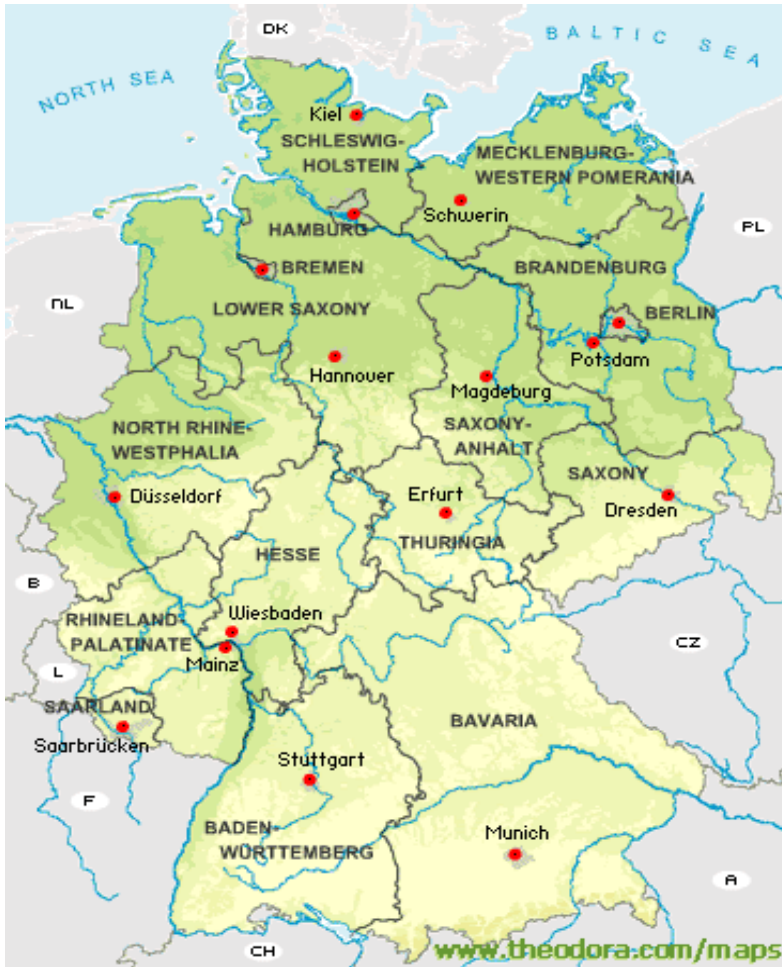 DK
BALTIC SEA
NORTH SEA
Kiel
SCHLESWIG-
HOLSTEIN
MECKLENBURG-
WESTERN POMERANIA
Schwerin
HAMBURG
PL
BREMEN
BRANDENBURG
NL
LOWER SAXONY
BERLIN
Potsdam
Hannover
Magdeburg
NORTH RHINE-
WESTPHALIA
SAXONY-
ANHALT
SAXONY
Düsseldorf
Erfurt
Dresden
THURINGIA
HESSE
B
RHINELAND-
PALATINATE
Wiesbaden
Mainz
CZ
L
SAARLAND
Saarbrücken
BAVARIA
Stuttgart
F
BADEN-
WÜRTTEMBERG
Munich
A
CH
www.theodora.com/maps